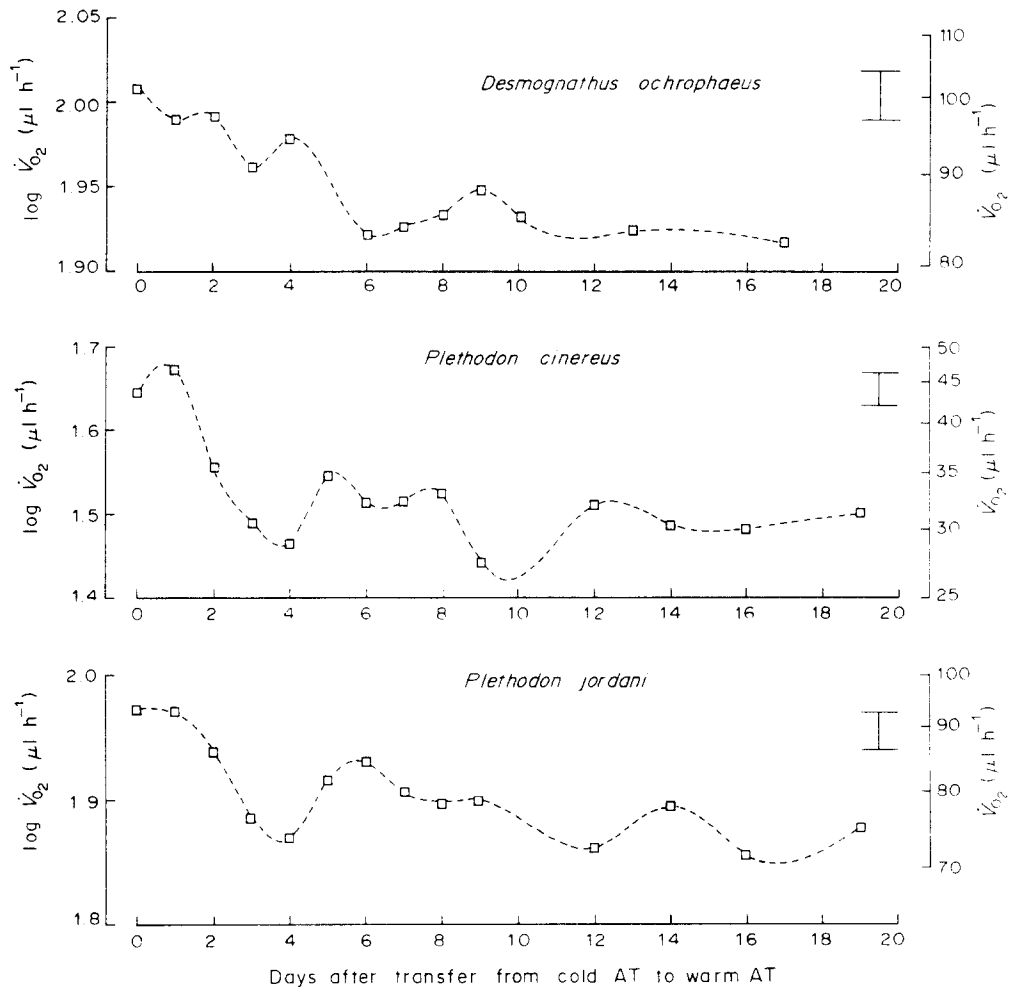 Desmognathus ochrophaeus
log V̇O₂ (μl h⁻¹)
2.05
2.00
1.95
1.90
V̇O₂ (μl h⁻¹)
110
100
90
80
0 2 4 6 8 10 12 14 16 18 20
Plethodon cinereus
log V̇O₂ (μl h⁻¹)
1.7
1.6
1.5
1.4
V̇O₂ (μl h⁻¹)
50
45
40
35
30
25
0 2 4 6 8 10 12 14 16 18 20
Plethodon jordani
log V̇O₂ (μl h⁻¹)
2.0
1.9
1.8
V̇O₂ (μl h⁻¹)
100
90
80
70
0 2 4 6 8 10 12 14 16 18 20
Days after transfer from cold AT to warm AT